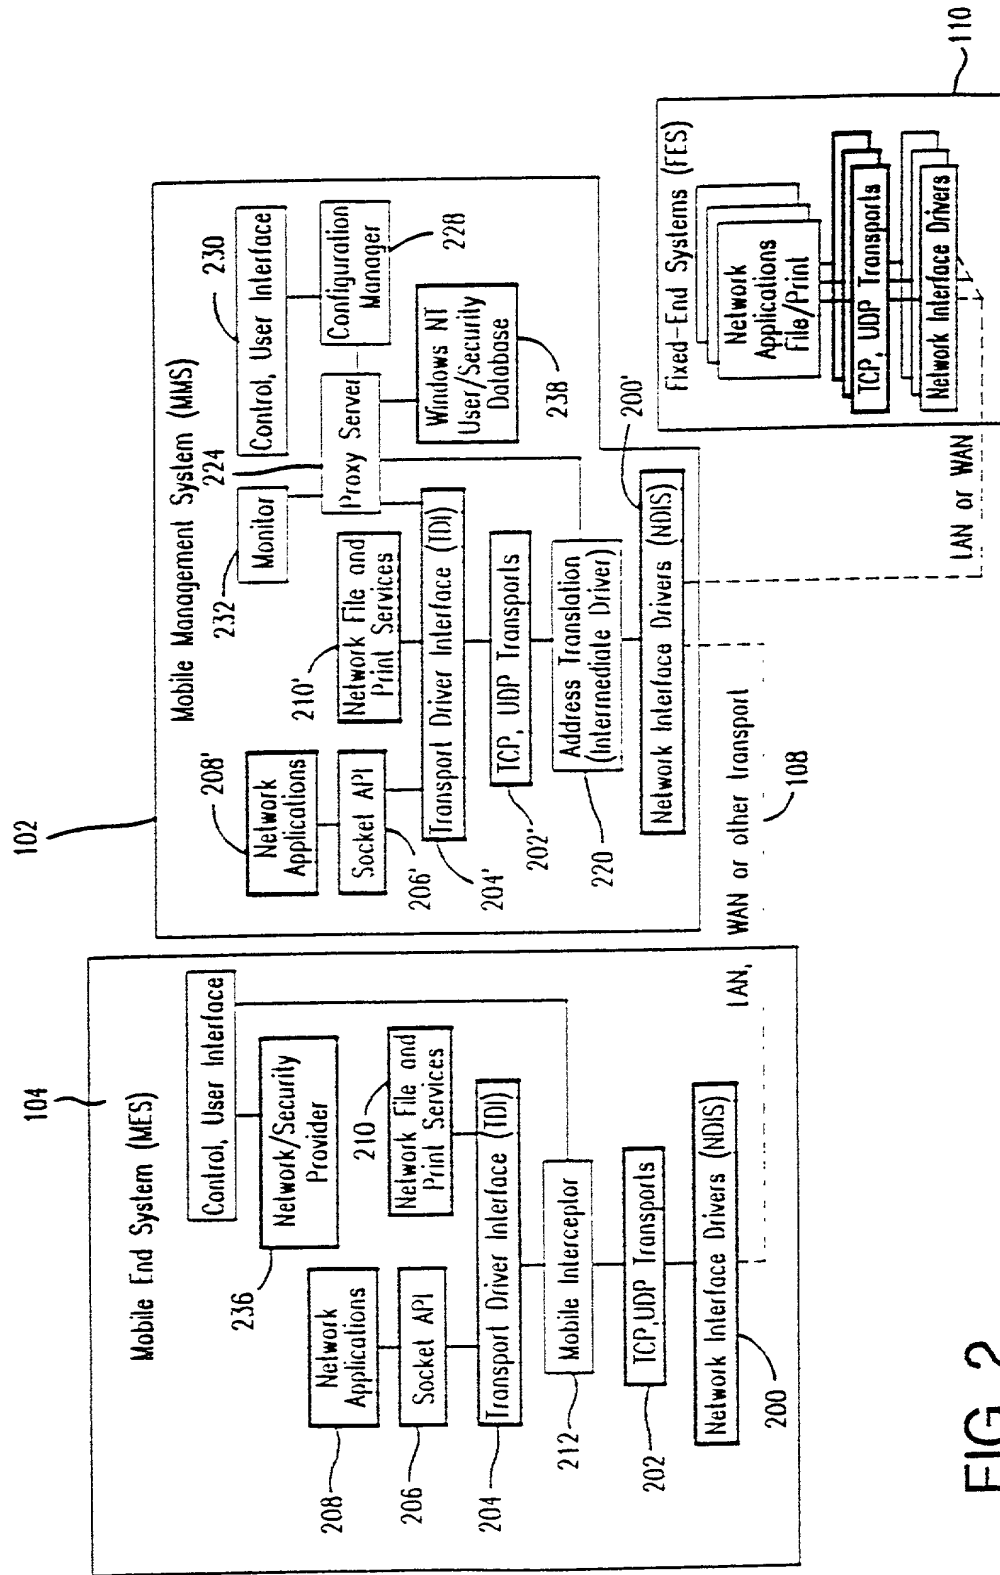 104
Mobile End System (MES)
Control, User Interface
Network/Security
Provider
236
Network
Applications
208
Socket API
206
210
Network File and
Print Services
Transport Driver Interface (TDI)
204
Mobile Interceptor
212
TCP,UDP Transports
202
Network Interface Drivers (NDIS)
200
LAN,
WAN or other transport
108
102
Mobile Management System (MMS)
208'
Network
Applications
Socket API
206'
210'
Network File and
Print Services
232
Monitor
224
230
Control, User Interface
Proxy Server
Configuration
Manager
228
Windows NT
User/Security
Database
238
Transport Driver Interface (TDI)
204'
TCP, UDP Transports
202'
Address Translation
(Intermediate Driver)
220
Network Interface Drivers (NDIS)
200'
LAN or WAN
Fixed-End Systems (FES)
Network
Applications
File/Print
TCP, UDP Transports
Network Interface Drivers
110
FIG. 2